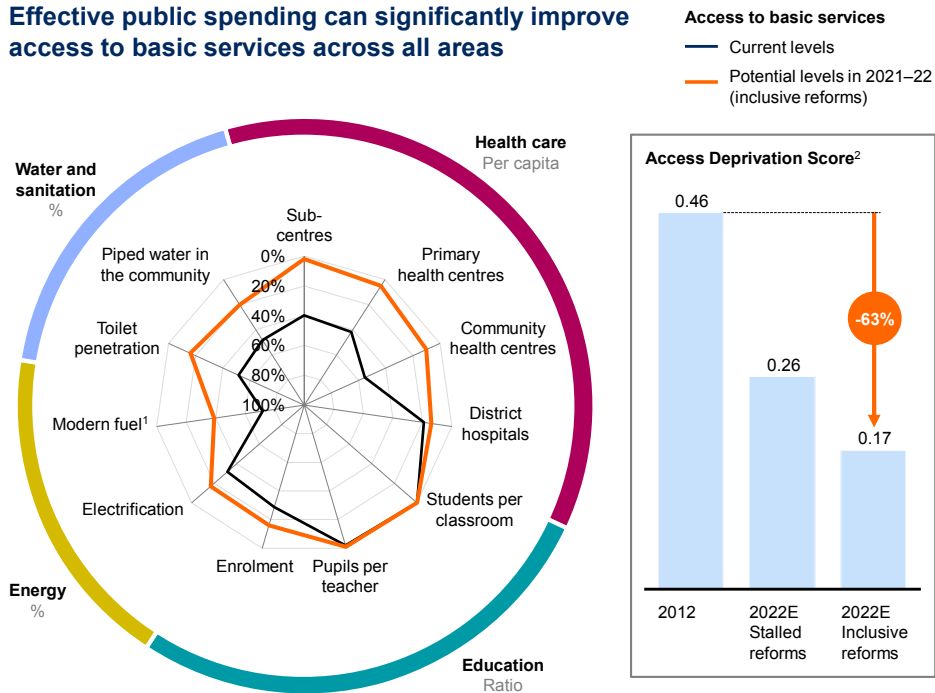 Effective public spending can significantly improve
access to basic services across all areas
Access to basic services
Current levels
Potential levels in 2021–22
(inclusive reforms)
Health care
Per capita
Water and
sanitation
%
Sub-
centres
Piped water in
the community
Primary
health centres
Toilet
penetration
Community
health centres
Modern fuel¹
District
hospitals
Electrification
Students per
classroom
Enrolment
Pupils per
teacher
0%
20%
40%
60%
80%
100%
Energy
%
Education
Ratio
Access Deprivation Score²
0.46
-63%
0.26
0.17
2012
2022E
Stalled
reforms
2022E
Inclusive
reforms